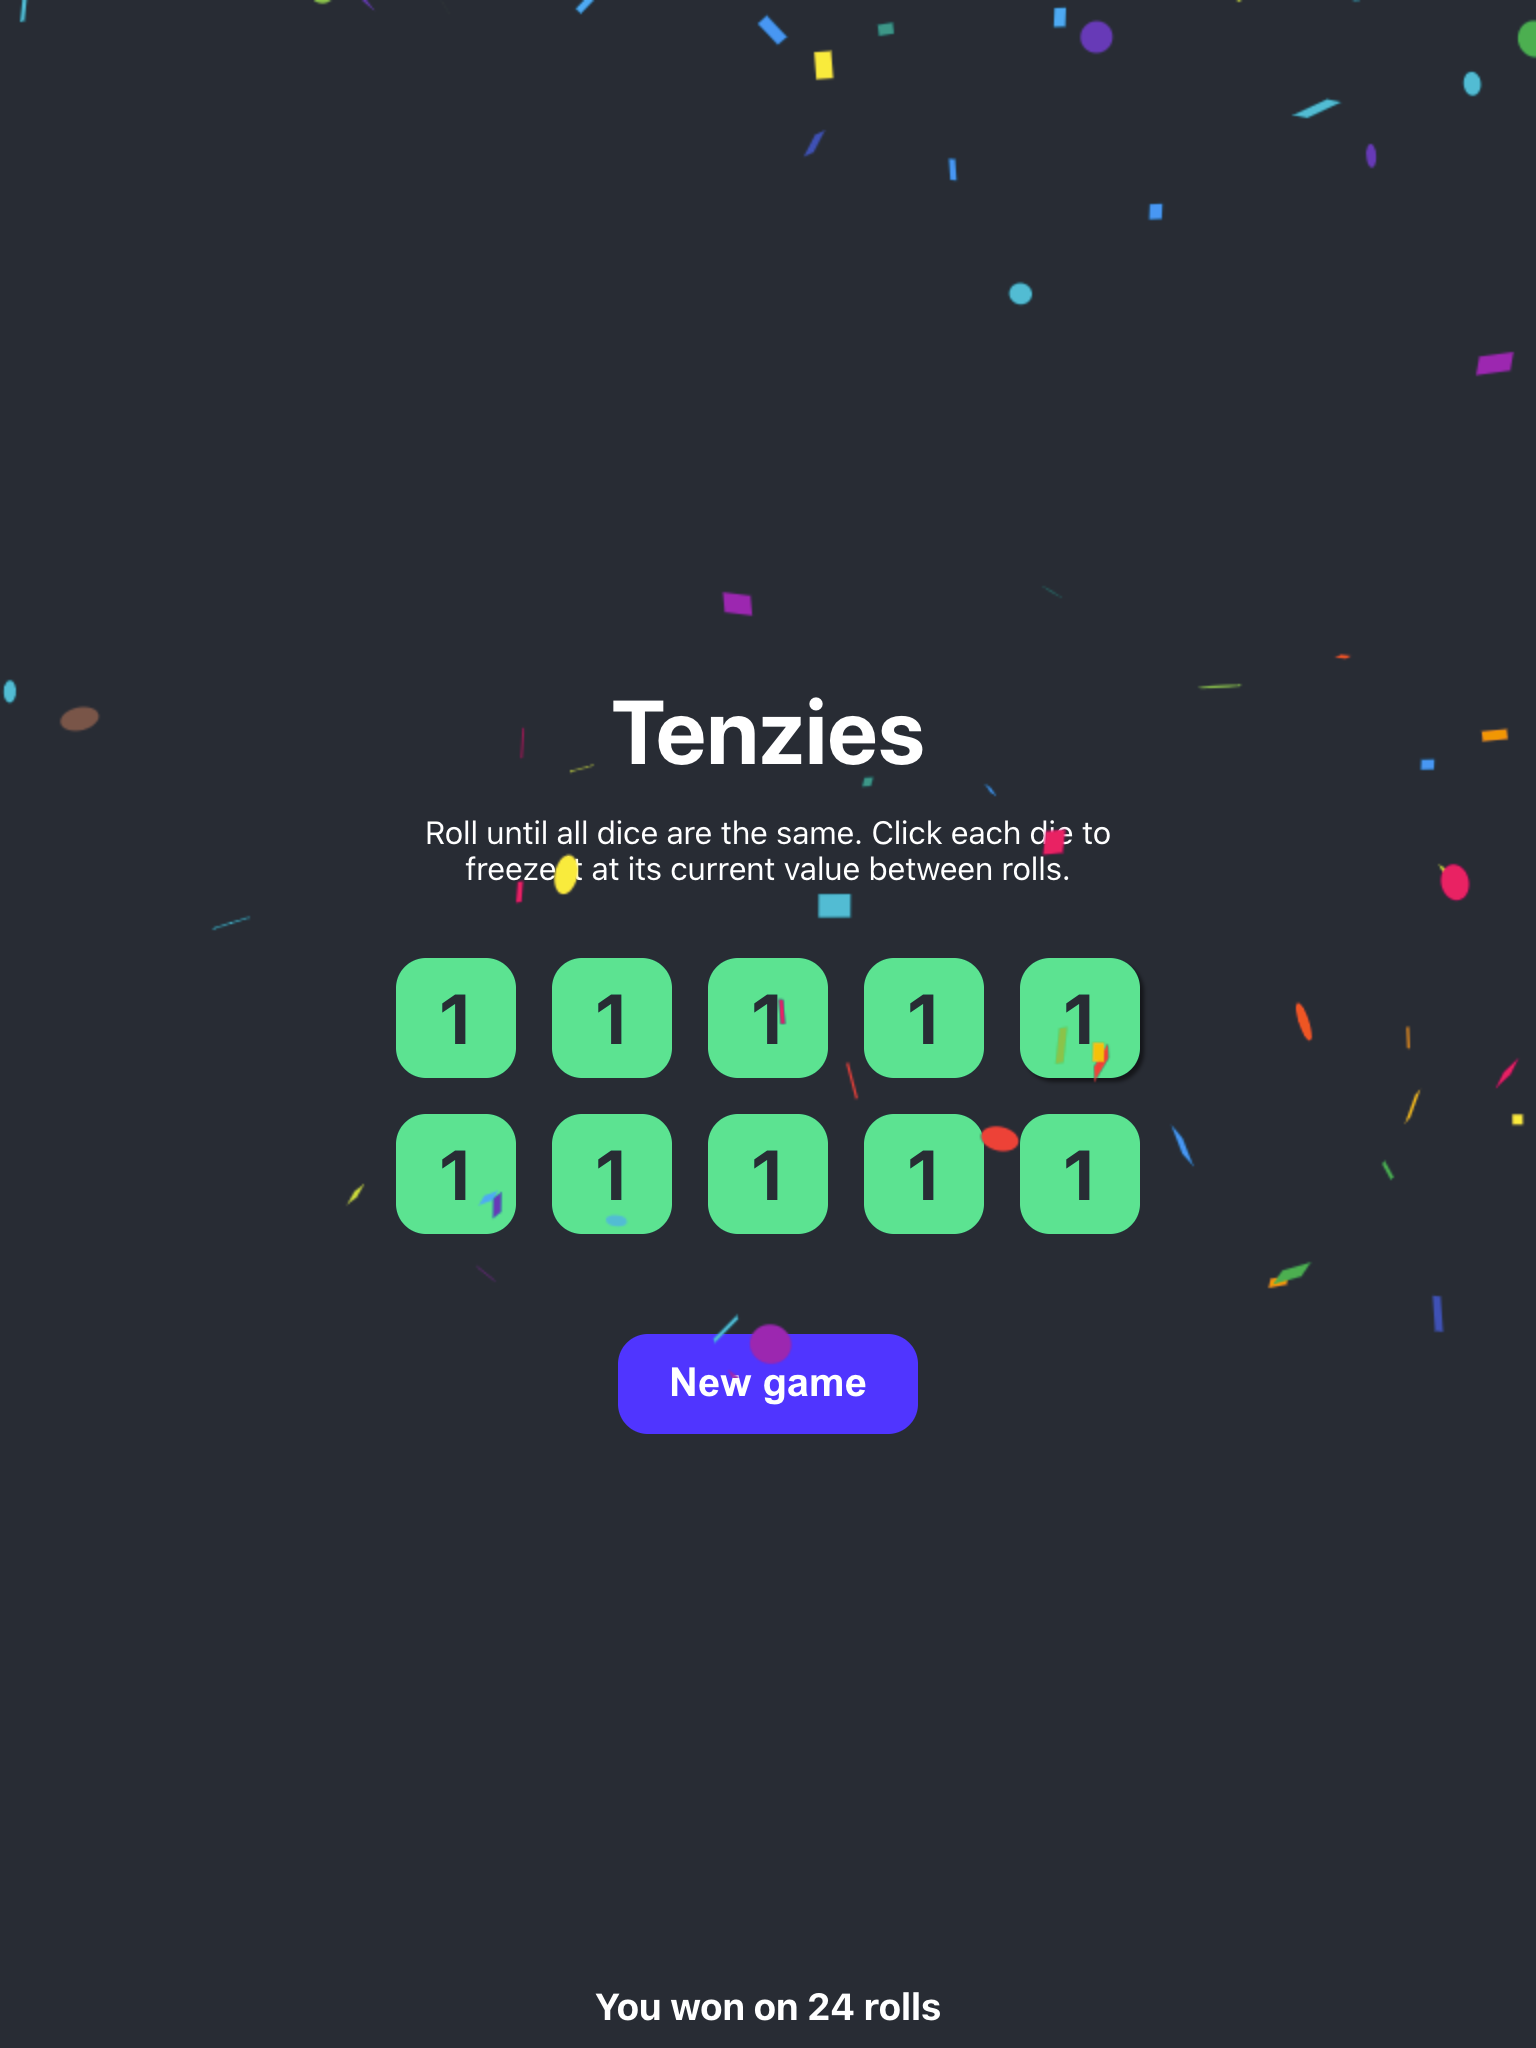 Tenzies
Roll until all dice are the same. Click each die to
freeze it at its current value between rolls.
1 1 1 1 1
1 1 1 1 1
New game
You won on 24 rolls